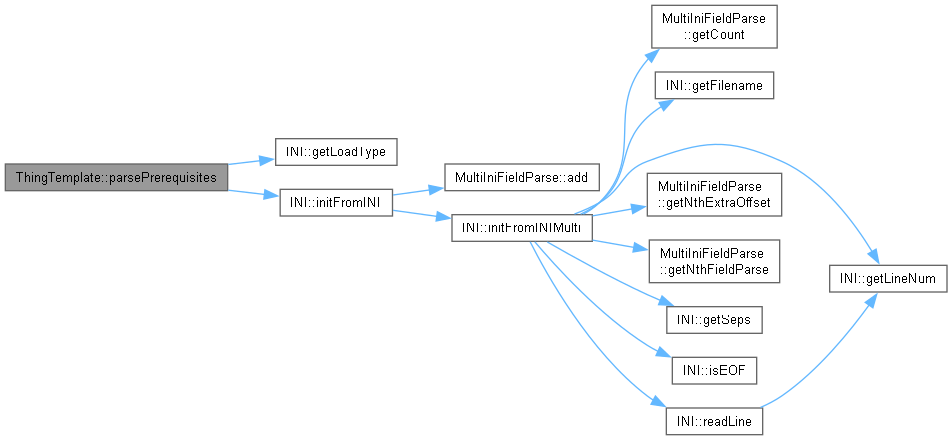 MultiIniFieldParse
::getCount
INI::getFilename
INI::getLoadType
ThingTemplate::parsePrerequisites
INI::initFromINI
MultiIniFieldParse::add
INI::initFromINIMulti
MultiIniFieldParse
::getNthExtraOffset
MultiIniFieldParse
::getNthFieldParse
INI::getLineNum
INI::getSeps
INI::isEOF
INI::readLine